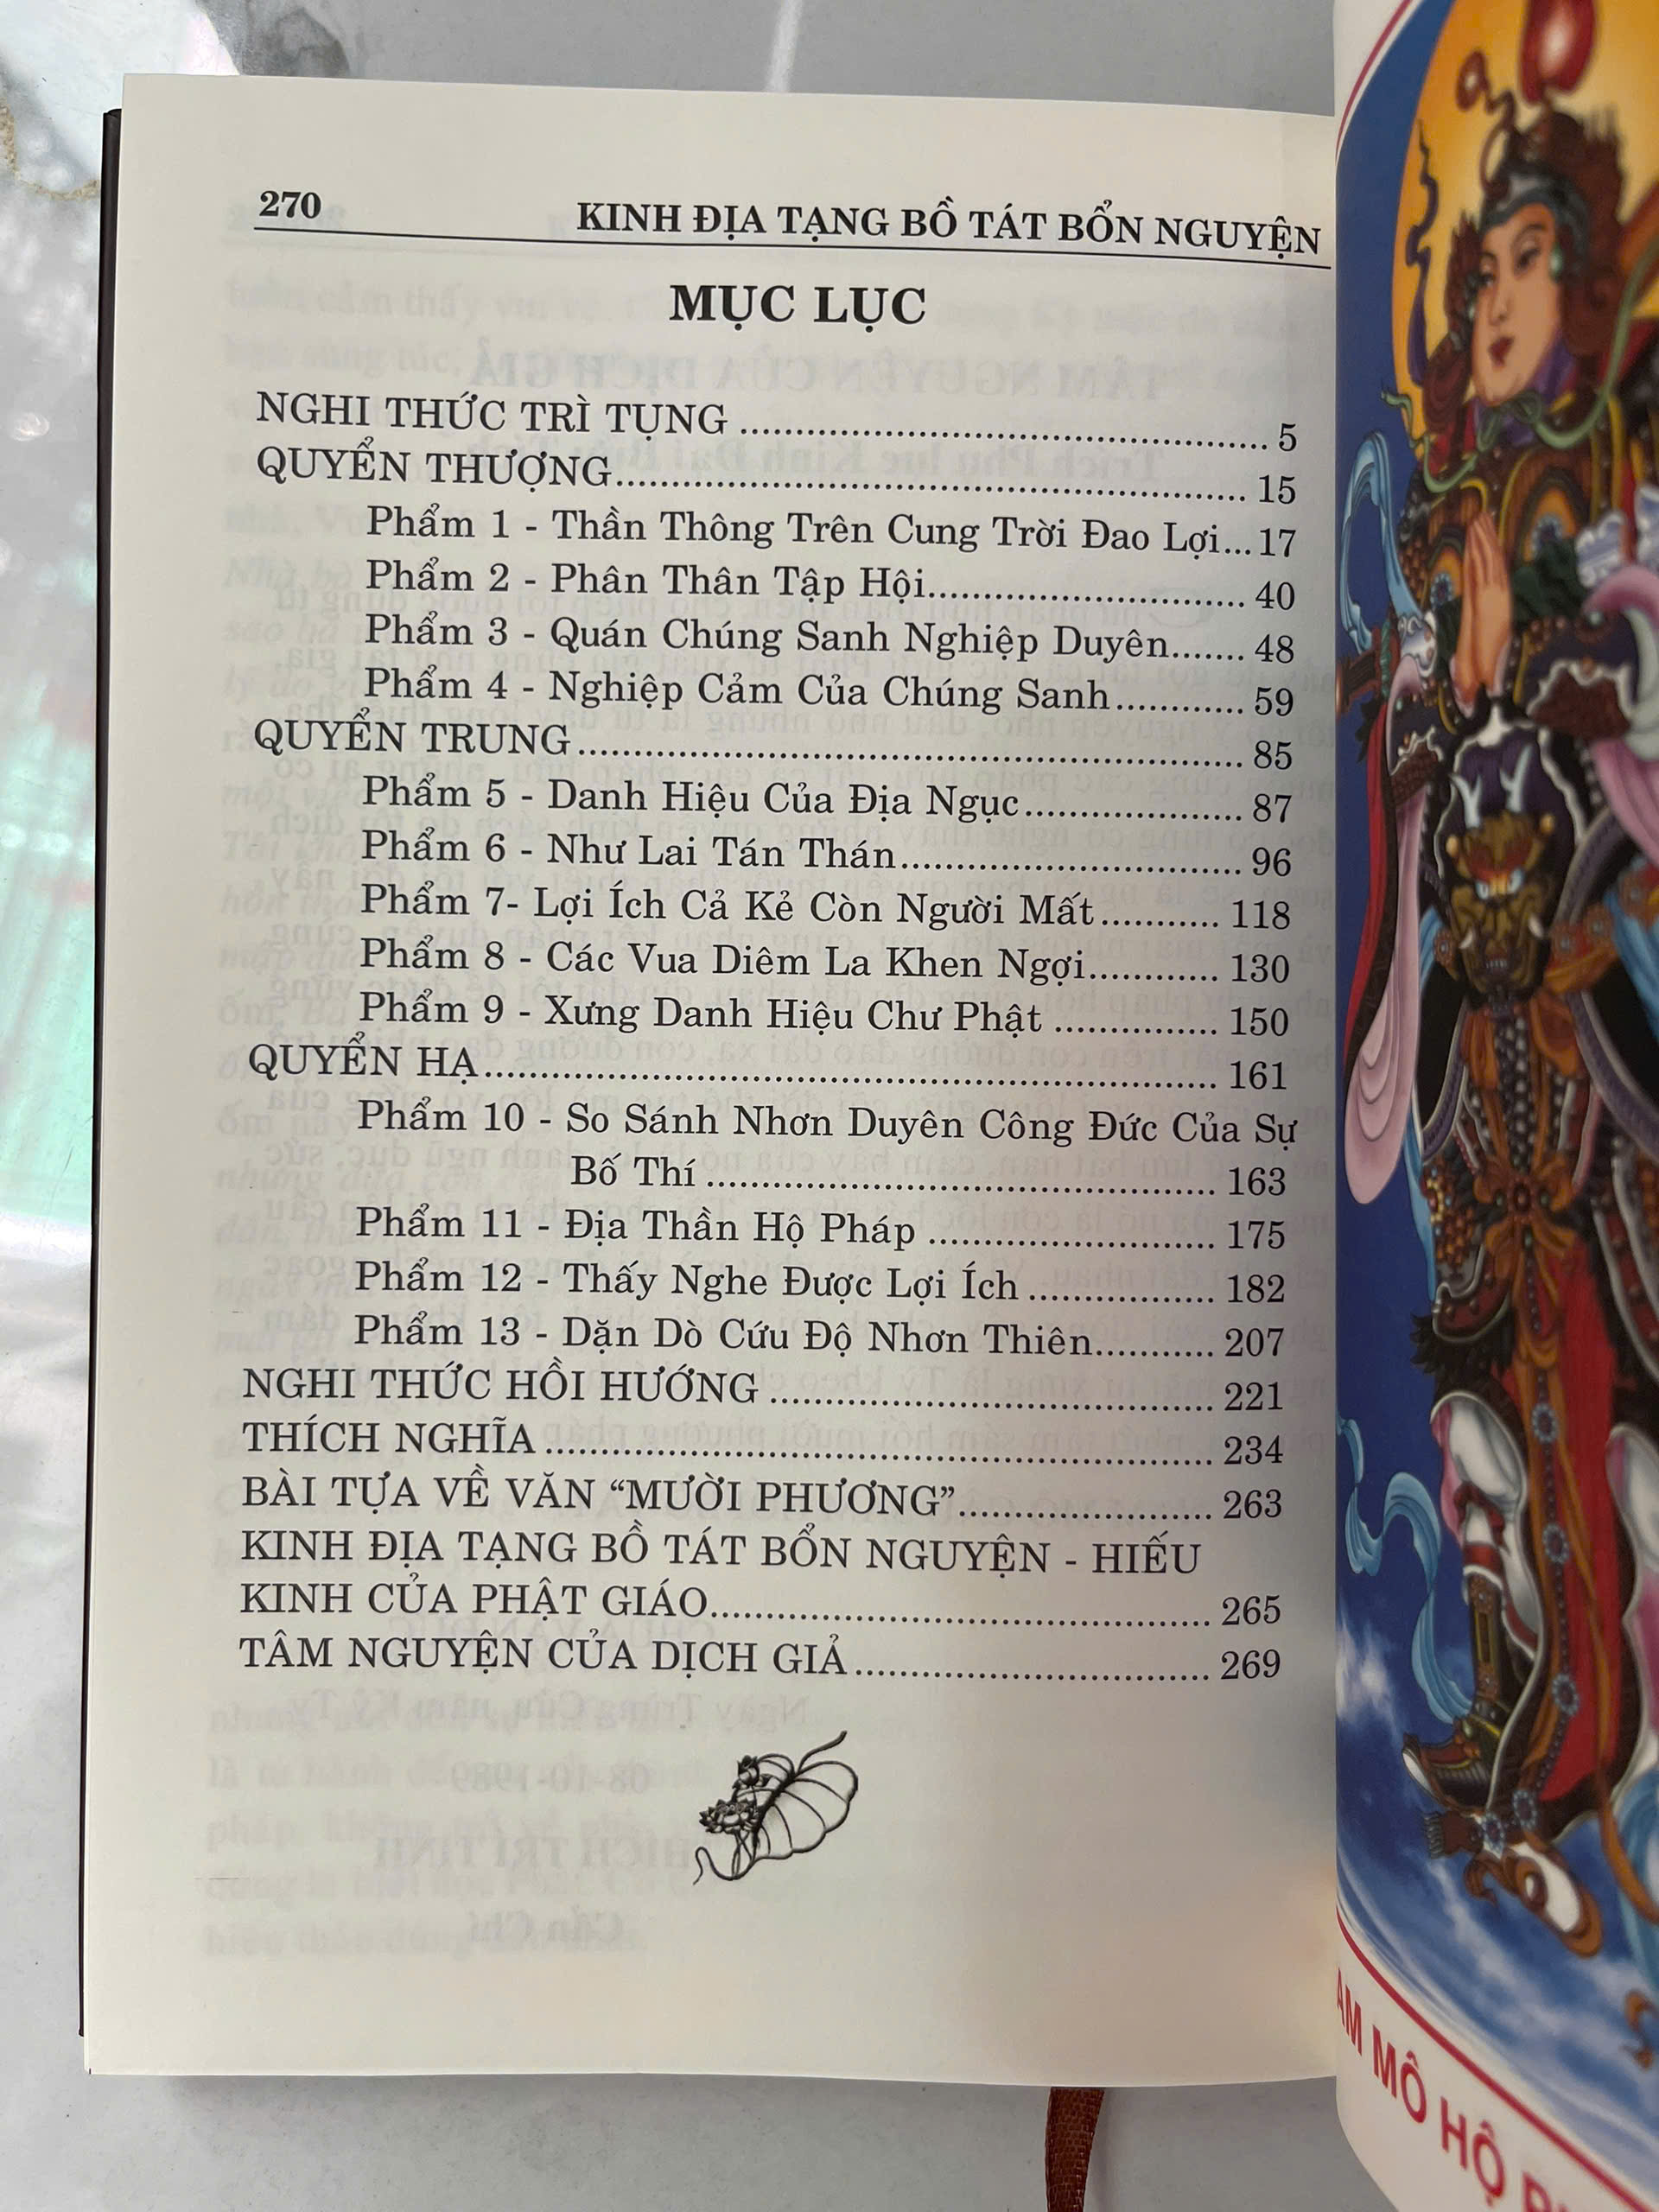 270 KINH ĐỊA TẠNG BỒ TÁT BỔN NGUYỆN
MỤC LỤC
NGHI THỨC TRÌ TỤNG ................................................ 5
QUYỂN THƯỢNG......................................................... 15
Phẩm 1 - Thần Thông Trên Cung Trời Đao Lợi...17
Phẩm 2 - Phân Thân Tập Hội............................. 40
Phẩm 3 - Quán Chúng Sanh Nghiệp Duyên....... 48
Phẩm 4 - Nghiệp Cảm Của Chúng Sanh............ 59
QUYỂN TRUNG............................................................ 85
Phẩm 5 - Danh Hiệu Của Địa Ngục.................... 87
Phẩm 6 - Như Lai Tán Thán............................... 96
Phẩm 7- Lợi Ích Cả Kẻ Còn Người Mất........... 118
Phẩm 8 - Các Vua Diêm La Khen Ngợi............ 130
Phẩm 9 - Xưng Danh Hiệu Chư Phật ............... 150
QUYỂN HẠ.................................................................. 161
Phẩm 10 - So Sánh Nhơn Duyên Công Đức Của Sự
Bố Thí .............................................. 163
Phẩm 11 - Địa Thần Hộ Pháp .......................... 175
Phẩm 12 - Thấy Nghe Được Lợi Ích ................. 182
Phẩm 13 - Dặn Dò Cứu Độ Nhơn Thiên........... 207
NGHI THỨC HỒI HƯỚNG ........................................ 221
THÍCH NGHĨA ............................................................ 234
BÀI TỰA VỀ VĂN “MƯỜI PHƯƠNG”....................... 263
KINH ĐỊA TẠNG BỒ TÁT BỔN NGUYỆN - HIẾU
KINH CỦA PHẬT GIÁO............................................. 265
TÂM NGUYỆN CỦA DỊCH GIẢ................................ 269
MÔ HỘ